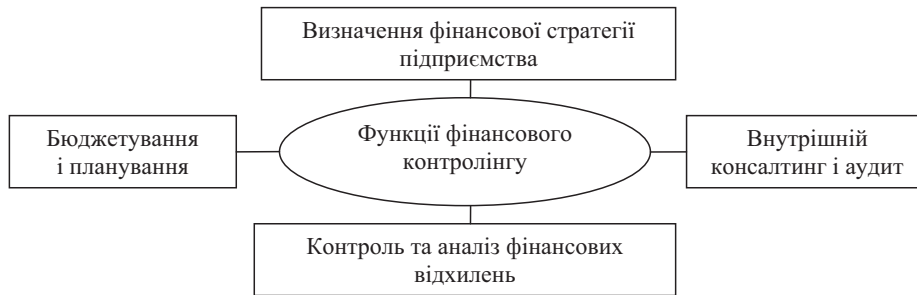 Визначення фінансової стратегії
підприємства
Бюджетування
і планування
Функції фінансового
контролінгу
Внутрішній
консалтинг і аудит
Контроль та аналіз фінансових
відхилень